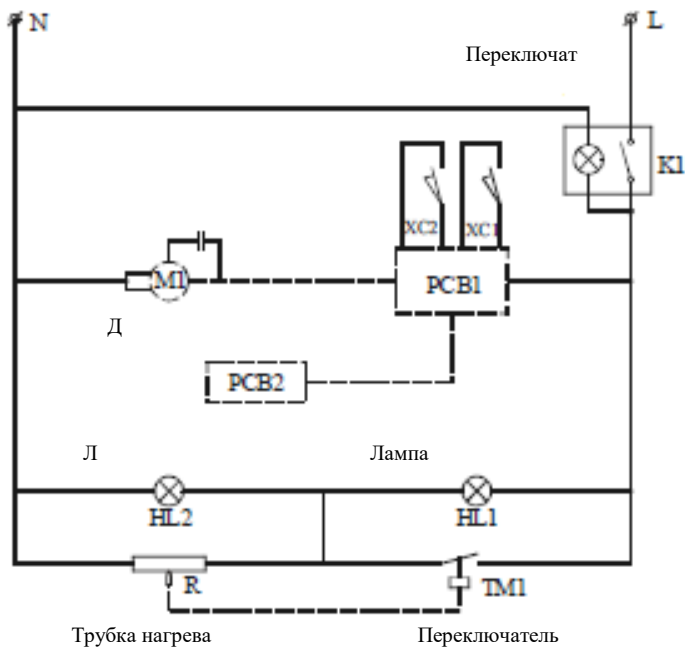 N
L
Переключат
K1
XC2
XC1
M1
PCB1
Д
PCB2
Л
Лампа
HL2
HL1
R
TM1
Трубка нагрева
Переключатель